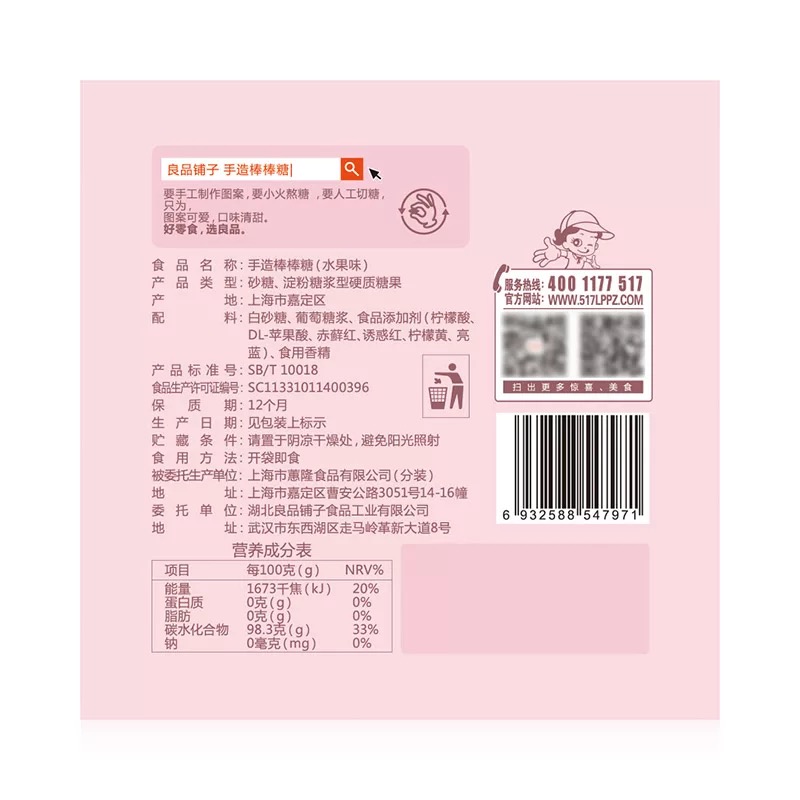 良品铺子 手造棒棒糖
要手工制作图案,要小火熬糖 ,要人工切糖,
只为,
图案可爱,口味清甜。
好零食,选良品。
服务热线: 400 1177 517
官方网站: WWW.517LPPZ.COM
扫出更多惊喜、美食
食品名称:手造棒棒糖(水果味)
产品类型:砂糖、淀粉糖浆型硬质糖果
产地:上海市嘉定区
配料:白砂糖、葡萄糖浆、食品添加剂(柠檬酸、
DL-苹果酸、赤藓红、诱惑红、柠檬黄、亮
蓝)、食用香精
产品标准号:SB/T 10018
食品生产许可证编号:SC11331011400396
保质期:12个月
生产日期:见包装上标示
贮藏条件:请置于阴凉干燥处,避免阳光照射
食用方法:开袋即食
被委托生产单位:上海市蕙隆食品有限公司(分装)
地址:上海市嘉定区曹安公路3051号14-16幢
委托单位:湖北良品铺子食品工业有限公司
地址:武汉市东西湖区走马岭革新大道8号
6 932588 547971
营养成分表
项目 每100克(g) NRV%
能量 1673千焦(kJ) 20%
蛋白质 0克(g) 0%
脂肪 0克(g) 0%
碳水化合物 98.3克(g) 33%
钠 0毫克(mg) 0%